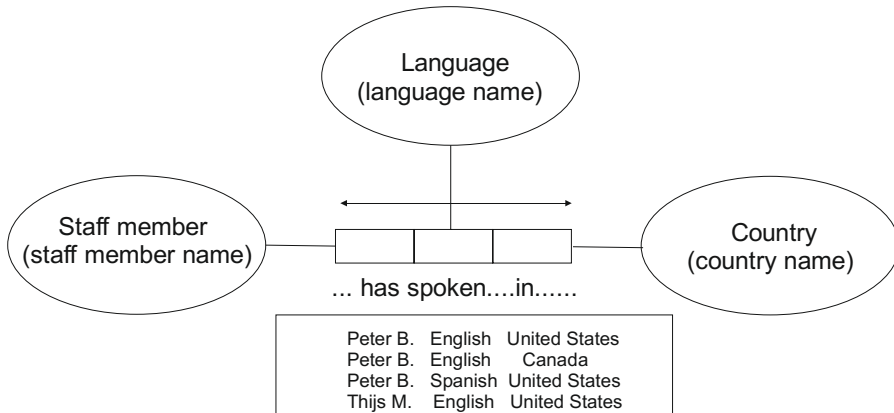 Language
(language name)
Staff member
(staff member name)
Country
(country name)
... has spoken....in......
Peter B. English United States
Peter B. English Canada
Peter B. Spanish United States
Thijs M. English United States